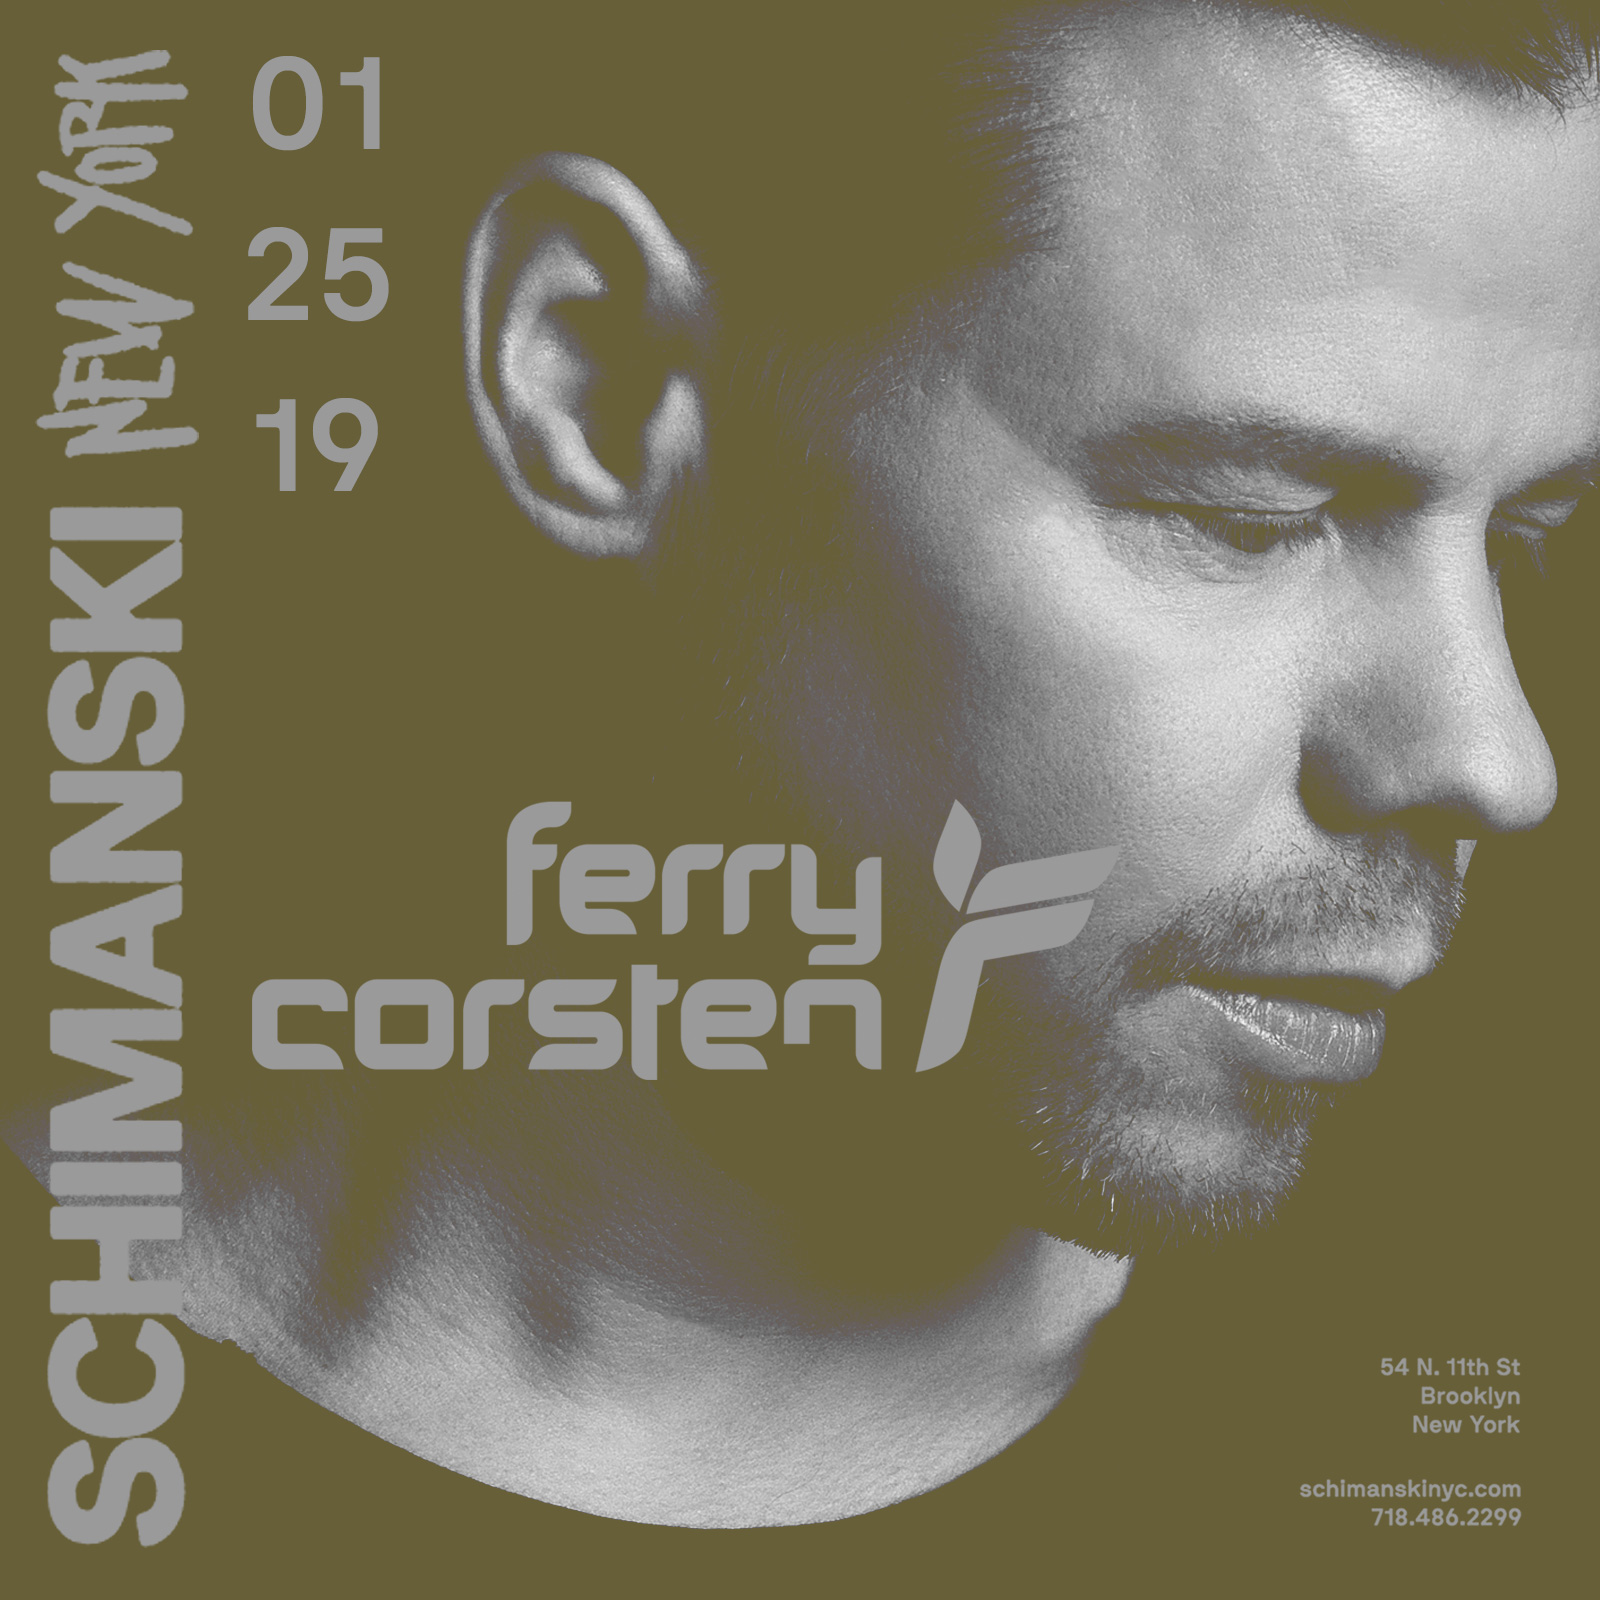 SCHIMANSKI NEW YORK
01
25
19
ferry
corsten
54 N. 11th St
Brooklyn
New York
schimanskinyc.com
718.486.2299